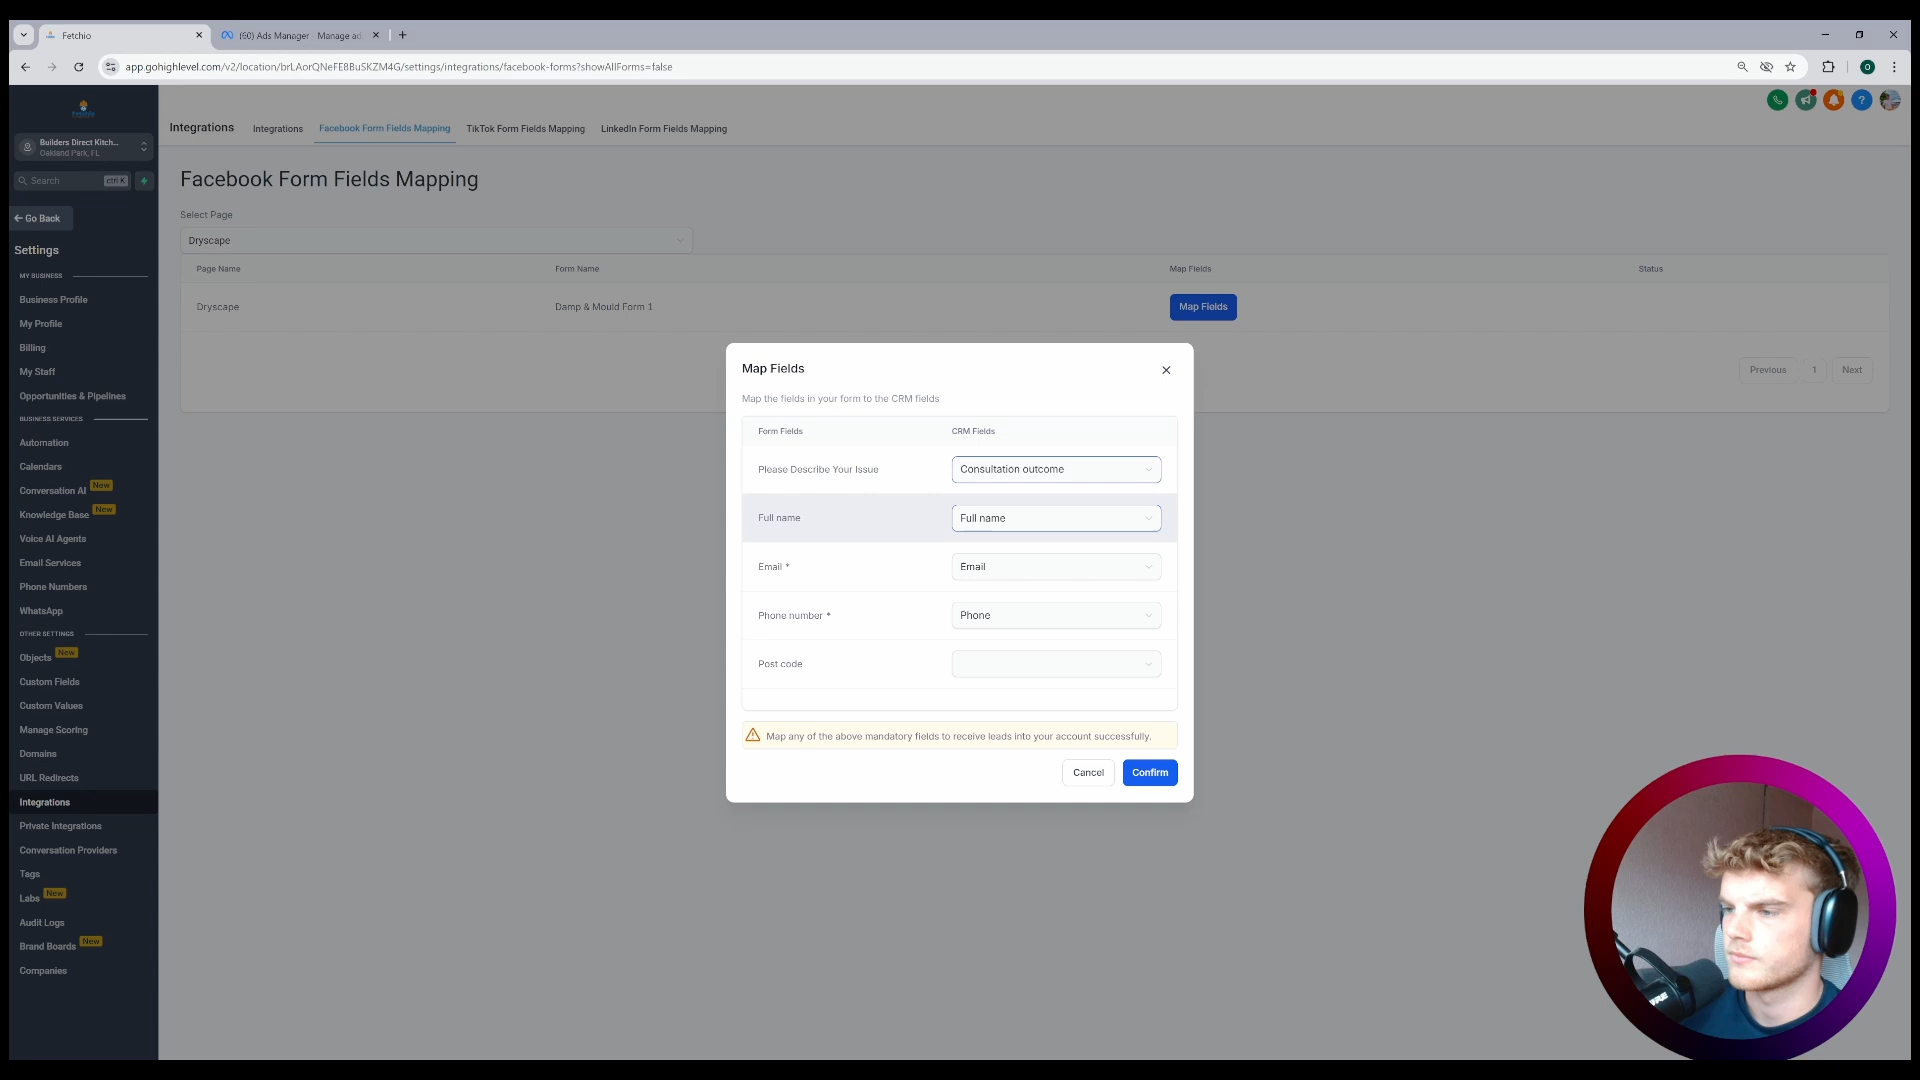 Fetchio
(60) Ads Manager - Manage ad
app.gohighlevel.com/v2/location/brLAorQNeFE8BuSKZM4G/settings/integrations/facebook-forms?showAllForms=false
O
Builders Direct Kitch...
Oakland Park, FL
Search
ctrl K
Go Back
Settings
MY BUSINESS
Business Profile
My Profile
Billing
My Staff
Opportunities & Pipelines
BUSINESS SERVICES
Automation
Calendars
Conversation AI New
Knowledge Base New
Voice AI Agents
Email Services
Phone Numbers
WhatsApp
OTHER SETTINGS
Objects New
Custom Fields
Custom Values
Manage Scoring
Domains
URL Redirects
Integrations
Private Integrations
Conversation Providers
Tags
Labs New
Audit Logs
Brand Boards New
Companies
Integrations
Integrations
Facebook Form Fields Mapping
TikTok Form Fields Mapping
LinkedIn Form Fields Mapping
Facebook Form Fields Mapping
Select Page
Dryscape
Page Name Form Name Map Fields Status
Dryscape Damp & Mould Form 1 Map Fields
Previous 1 Next
Map Fields
Map the fields in your form to the CRM fields
Form Fields CRM Fields
Please Describe Your Issue Consultation outcome
Full name Full name
Email * Email
Phone number * Phone
Post code
Map any of the above mandatory fields to receive leads into your account successfully.
Cancel Confirm